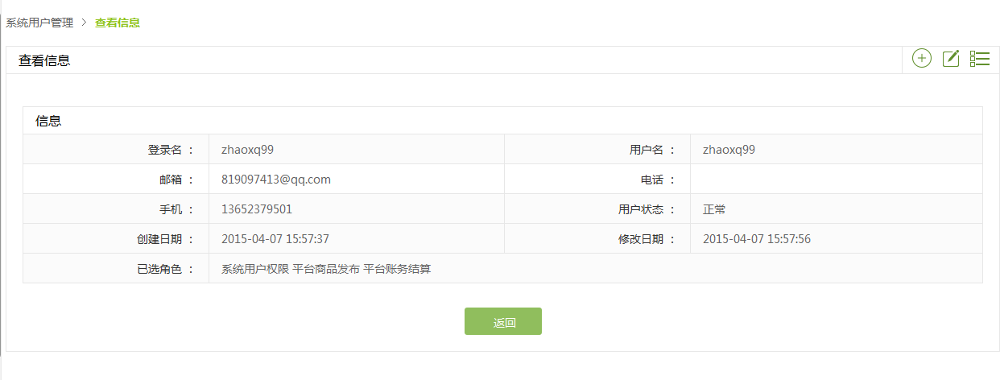 系统用户管理 > 查看信息
查看信息
信息
登录名 ： zhaoxq99 用户名 ： zhaoxq99
邮箱 ： 819097413@qq.com 电话 ：
手机 ： 13652379501 用户状态 ： 正常
创建日期 ： 2015-04-07 15:57:37 修改日期 ： 2015-04-07 15:57:56
已选角色 ： 系统用户权限 平台商品发布 平台账务结算
返回